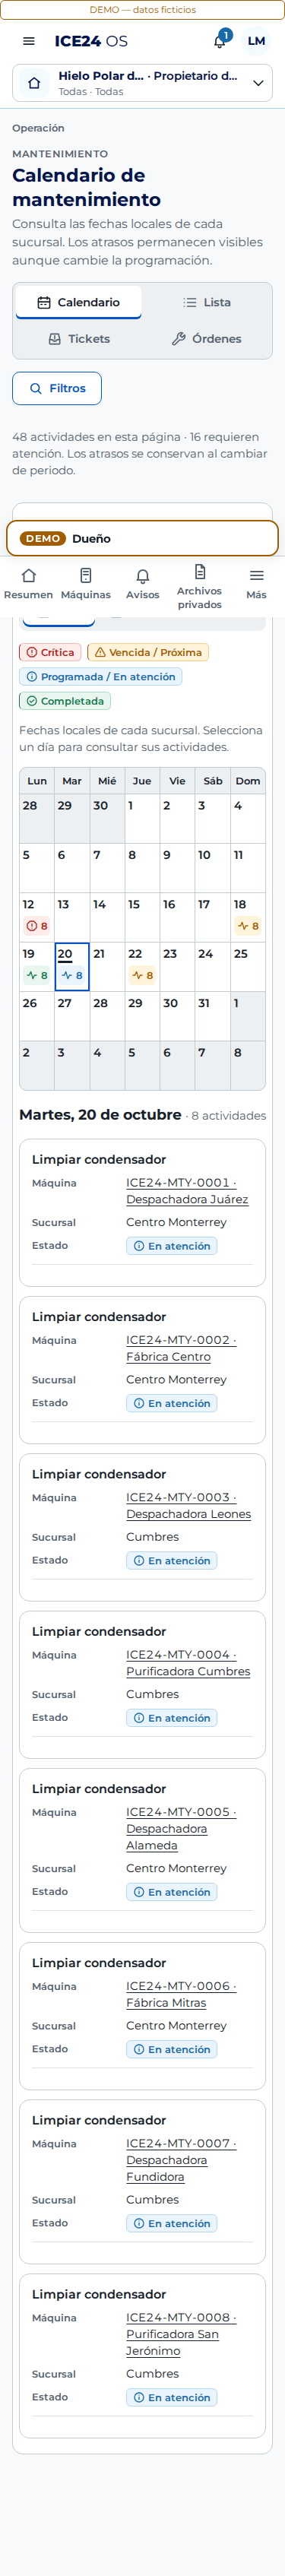 DEMO — datos ficticios
ICE24 OS
1
LM
Hielo Polar d... · Propietario d...
Todas · Todas
Operación
MANTENIMIENTO
Calendario de
mantenimiento
Consulta las fechas locales de cada
sucursal. Los atrasos permanecen visibles
aunque cambie la programación.
Calendario
Lista
Tickets
Órdenes
Filtros
48 actividades en esta página · 16 requieren
atención. Los atrasos se conservan al cambiar
de periodo.
DEMO Dueño
Resumen
Máquinas
Avisos
Archivos
privados
Más
Crítica
Vencida / Próxima
Programada / En atención
Completada
Fechas locales de cada sucursal. Selecciona
un día para consultar sus actividades.
Lun Mar Mié Jue Vie Sáb Dom
28 29 30 1 2 3 4
5 6 7 8 9 10 11
12 13 14 15 16 17 18
8 8
19 20 21 22 23 24 25
8 8 8
26 27 28 29 30 31 1
2 3 4 5 6 7 8
Martes, 20 de octubre · 8 actividades
Limpiar condensador
Máquina ICE24-MTY-0001 ·
Despachadora Juárez
Sucursal Centro Monterrey
Estado En atención
Limpiar condensador
Máquina ICE24-MTY-0002 ·
Fábrica Centro
Sucursal Centro Monterrey
Estado En atención
Limpiar condensador
Máquina ICE24-MTY-0003 ·
Despachadora Leones
Sucursal Cumbres
Estado En atención
Limpiar condensador
Máquina ICE24-MTY-0004 ·
Purificadora Cumbres
Sucursal Cumbres
Estado En atención
Limpiar condensador
Máquina ICE24-MTY-0005 ·
Despachadora
Alameda
Sucursal Centro Monterrey
Estado En atención
Limpiar condensador
Máquina ICE24-MTY-0006 ·
Fábrica Mitras
Sucursal Centro Monterrey
Estado En atención
Limpiar condensador
Máquina ICE24-MTY-0007 ·
Despachadora
Fundidora
Sucursal Cumbres
Estado En atención
Limpiar condensador
Máquina ICE24-MTY-0008 ·
Purificadora San
Jerónimo
Sucursal Cumbres
Estado En atención